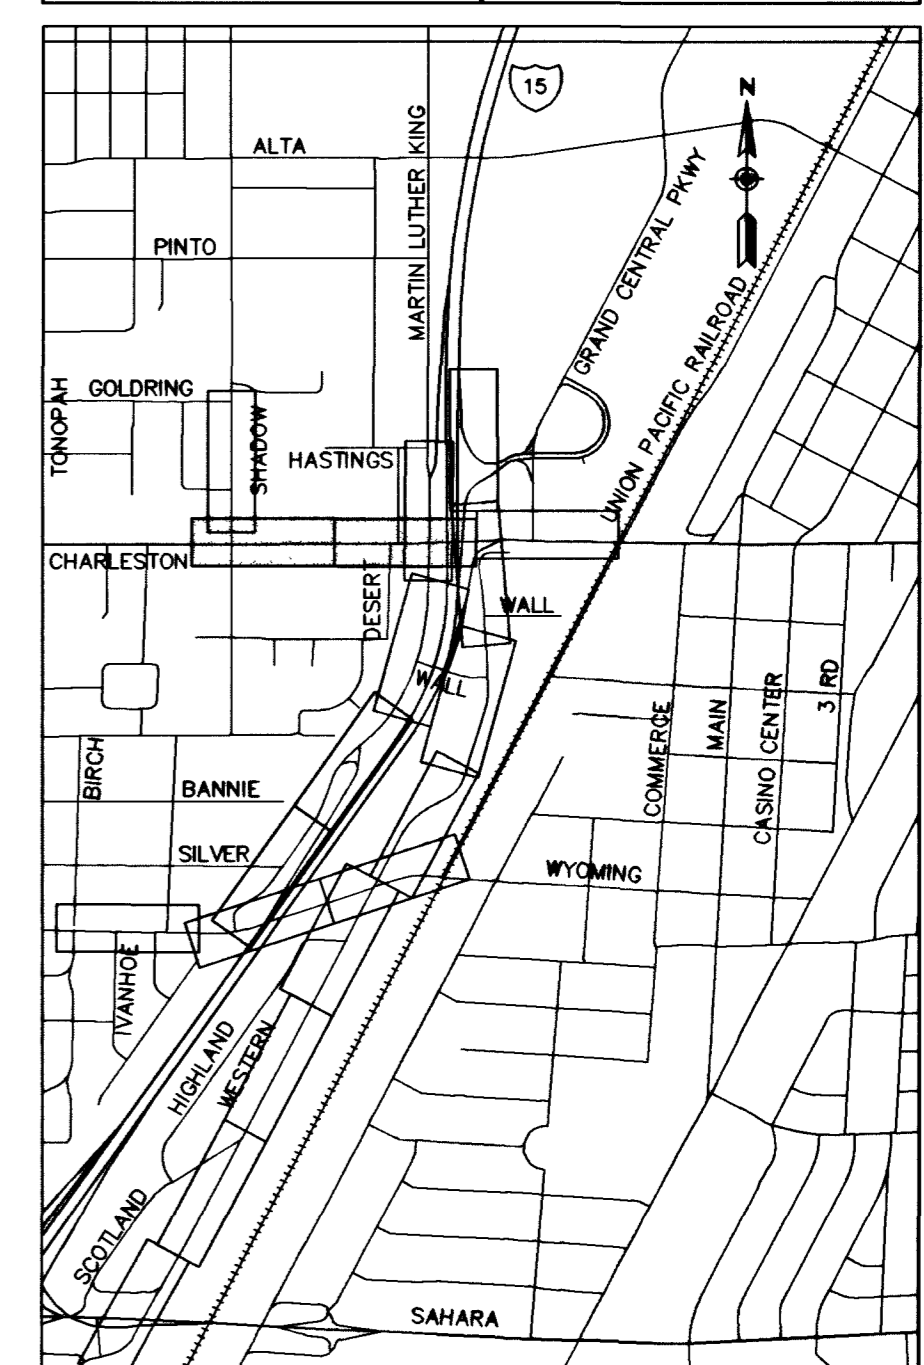 15
N
ALTA
MARTIN LUTHER KING
GRAND CENTRAL PKWY
PINTO
UNION PACIFIC RAILROAD
TONOPAH
GOLDRING
SHADOW
HASTINGS
CHARLESTON
DESERT
WALL
WALL
3 RD
MAIN
CASINO CENTER
COMMERCE
BIRCH
BANNIE
SILVER
WYOMING
IVANHOE
HIGHLAND
WESTERN
SCOTLAND
SAHARA